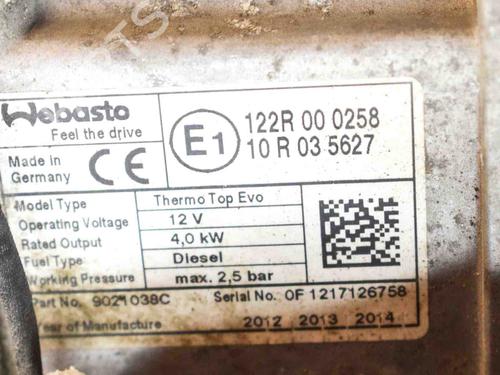 Webasto
Feel the drive
Made in
Germany
CE
E1
122R 00 0258
10 R 03 5627
Model Type Thermo Top Evo
Operating Voltage 12 V
Rated Output 4,0 kW
Fuel Type Diesel
Working Pressure max. 2,5 bar
Part No. 9021038C Serial No. OF 1217126758
Year of Manufacture 2012 2013 2014